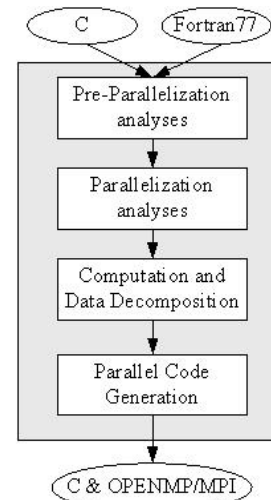 C
Fortran77
Pre-Parallelization
analyses
Parallelization
analyses
Computation and
Data Decomposition
Parallel Code
Generation
C & OPENMP/MPI